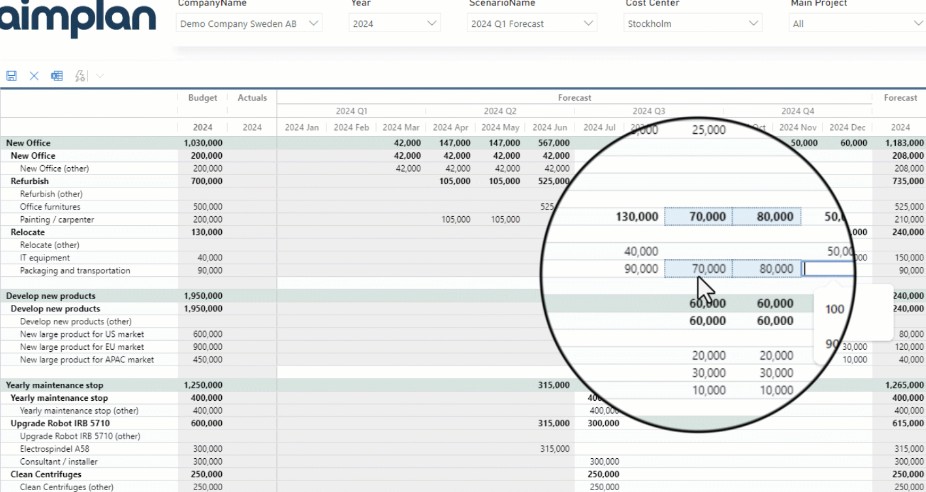 aimplan
CompanyName Year ScenarioName Cost Center Main Project
Demo Company Sweden AB 2024 2024 Q1 Forecast Stockholm All
Budget Actuals Forecast Forecast
2024 Q1 2024 Q2 2024 Q3 2024 Q4
2024 2024 2024 Jan 2024 Feb 2024 Mar 2024 Apr 2024 May 2024 Jun 2024 Jul 2024 Nov 2024 Dec 2024
25,000
New Office 1,030,000 42,000 147,000 147,000 567,000 50,000 60,000 1,183,000
New Office 200,000 42,000 42,000 42,000 42,000 208,000
New Office (other) 200,000 42,000 42,000 42,000 42,000 208,000
Refurbish 700,000 105,000 105,000 525,000 735,000
Refurbish (other)
Office furnitures 500,000 525,000
Painting / carpenter 200,000 105,000 105,000 210,000
130,000 70,000 80,000
Relocate 130,000 240,000
Relocate (other)
IT equipment 40,000 150,000
Packaging and transportation 90,000 90,000
40,000
90,000 70,000 80,000
Develop new products 1,950,000 60,000 60,000 240,000
Develop new products 1,950,000 60,000 60,000 240,000
100
Develop new products (other)
New large product for US market 600,000 80,000
New large product for EU market 900,000 30,000 120,000
New large product for APAC market 450,000 10,000 40,000
20,000 20,000
30,000 30,000
10,000 10,000
Yearly maintenance stop 1,250,000 315,000 1,265,000
Yearly maintenance stop 400,000 400,000
Yearly maintenance stop (other) 400,000 400,000 400,000
Upgrade Robot IRB 5710 600,000 315,000 300,000 615,000
Upgrade Robot IRB 5710 (other)
Electrospindel A58 300,000 315,000 315,000
Consultant / installer 300,000 300,000 300,000
Clean Centrifuges 250,000 250,000 250,000
Clean Centrifuges (other) 250,000 250,000 250,000